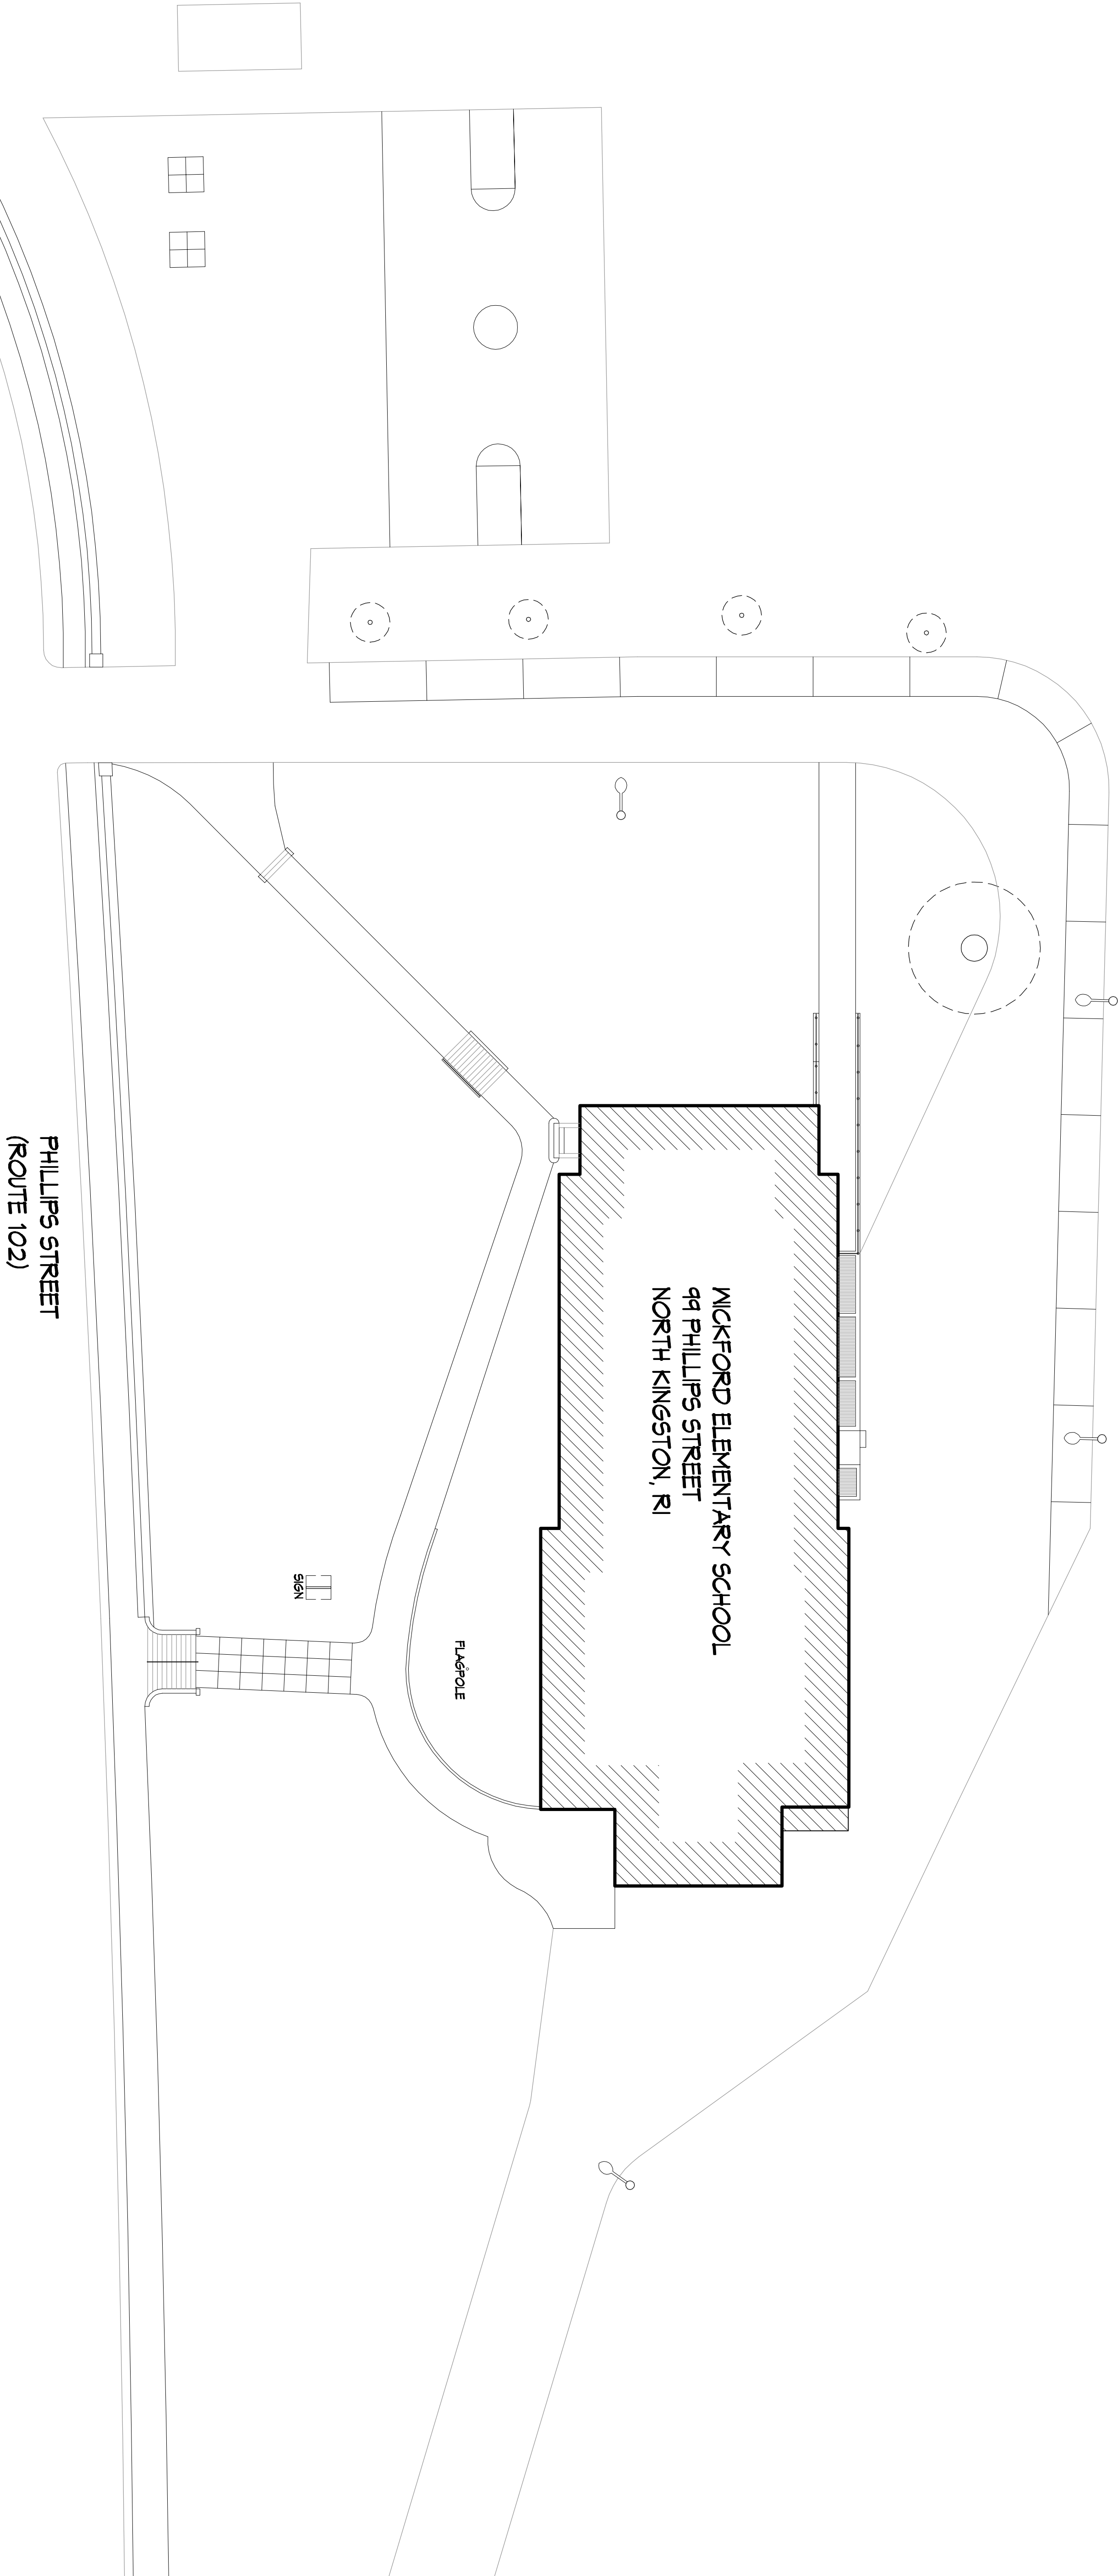 WICKFORD ELEMENTARY SCHOOL
99 PHILLIPS STREET
NORTH KINGSTON, RI
FLAGPOLE
SIGN
PHILLIPS STREET
(ROUTE 102)